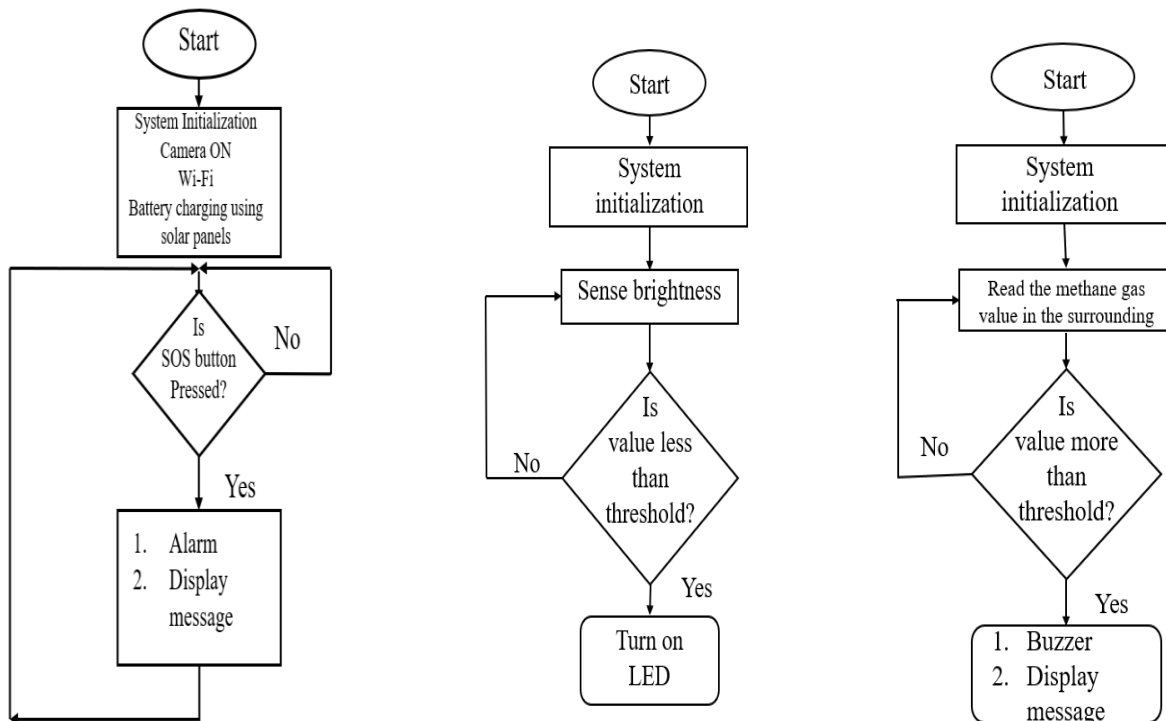 Start
System Initialization
Camera ON
Wi-Fi
Battery charging using
solar panels
Is
SOS button
Pressed?
No
Yes
1. Alarm
2. Display
message
Start
System
initialization
Sense brightness
Is
value less
than
threshold?
No
Yes
Turn on
LED
Start
System
initialization
Read the methane gas
value in the surrounding
Is
value more
than
threshold?
No
Yes
1. Buzzer
2. Display
message